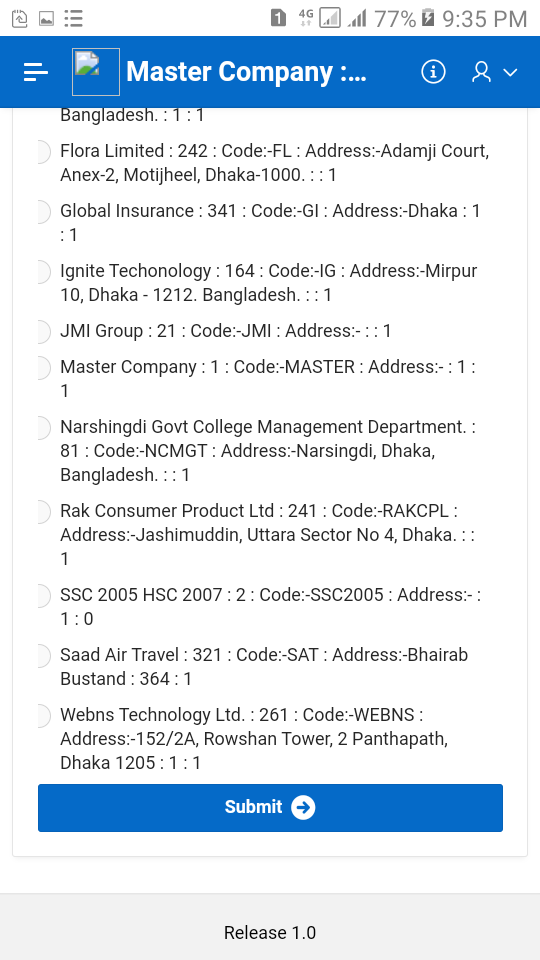 1 4G 77% 9:35 PM
Master Company :...
Bangladesh. : 1 : 1
Flora Limited : 242 : Code:-FL : Address:-Adamji Court,
Anex-2, Motijheel, Dhaka-1000. : : 1
Global Insurance : 341 : Code:-GI : Address:-Dhaka : 1
: 1
Ignite Techonology : 164 : Code:-IG : Address:-Mirpur
10, Dhaka - 1212. Bangladesh. : : 1
JMI Group : 21 : Code:-JMI : Address:- : : 1
Master Company : 1 : Code:-MASTER : Address:- : 1 :
1
Narshingdi Govt College Management Department. :
81 : Code:-NCMGT : Address:-Narsingdi, Dhaka,
Bangladesh. : : 1
Rak Consumer Product Ltd : 241 : Code:-RAKCPL :
Address:-Jashimuddin, Uttara Sector No 4, Dhaka. : :
1
SSC 2005 HSC 2007 : 2 : Code:-SSC2005 : Address:- :
1 : 0
Saad Air Travel : 321 : Code:-SAT : Address:-Bhairab
Bustand : 364 : 1
Webns Technology Ltd. : 261 : Code:-WEBNS :
Address:-152/2A, Rowshan Tower, 2 Panthapath,
Dhaka 1205 : 1 : 1
Submit
Release 1.0